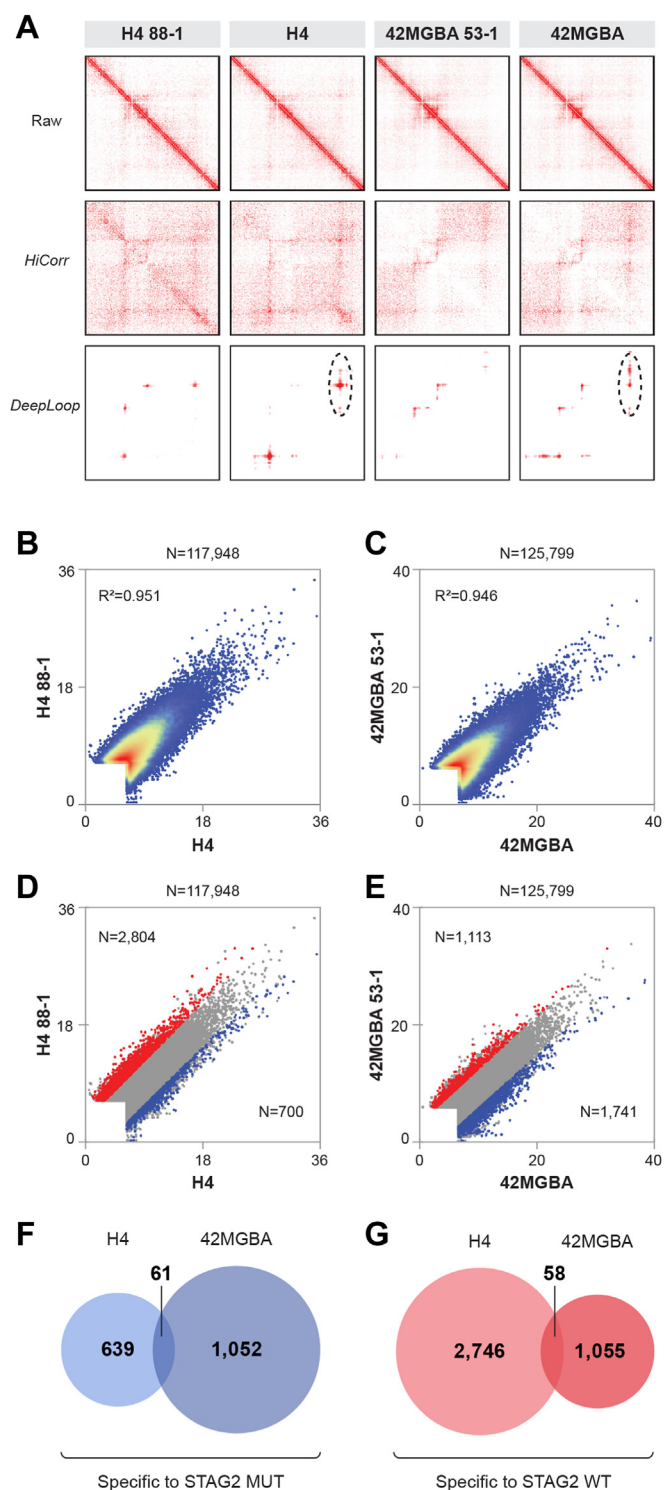 A
H4 88-1
H4
42MGBA 53-1
42MGBA
Raw
HiCorr
DeepLoop
B
N=117,948
R²=0.951
36
18
0
H4 88-1
0
18
36
H4
C
N=125,799
R²=0.946
40
20
0
42MGBA 53-1
0
20
40
42MGBA
D
N=117,948
N=2,804
N=700
36
18
0
H4 88-1
0
18
36
H4
E
N=125,799
N=1,113
N=1,741
40
20
0
42MGBA 53-1
0
20
40
42MGBA
F
H4
42MGBA
61
639
1,052
Specific to STAG2 MUT
G
H4
42MGBA
58
2,746
1,055
Specific to STAG2 WT